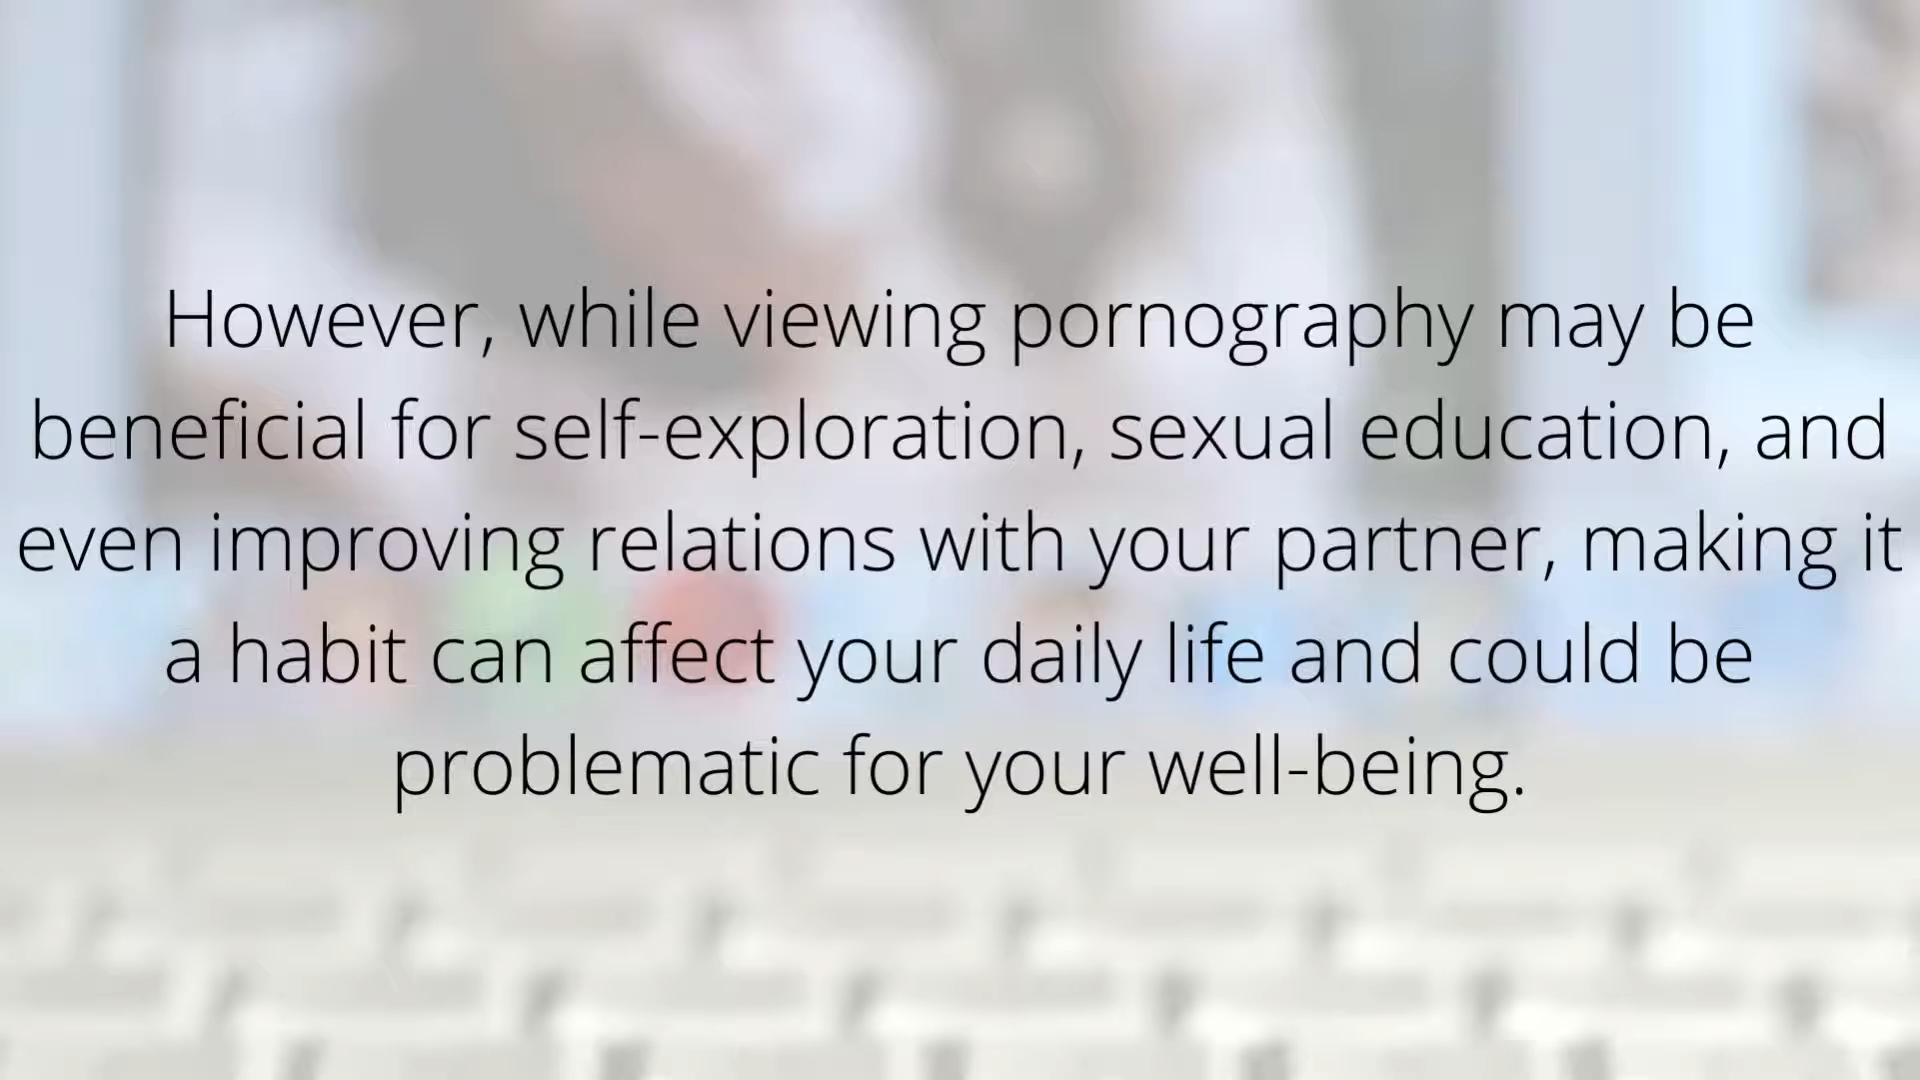 However, while viewing pornography may be
beneficial for self-exploration, sexual education, and
even improving relations with your partner, making it
a habit can affect your daily life and could be
problematic for your well-being.